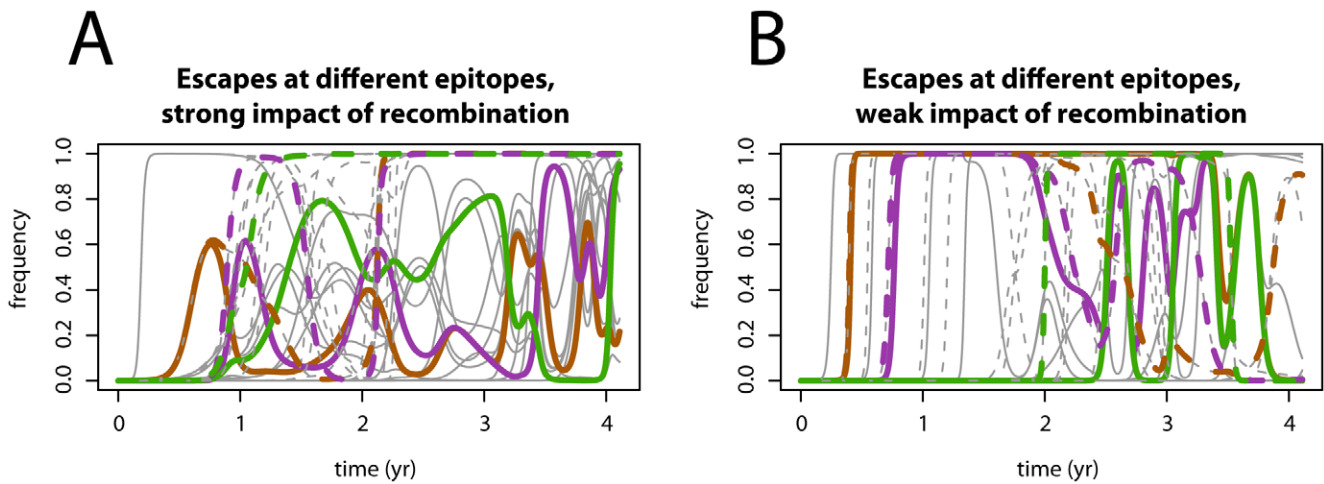 A
Escapes at different epitopes,
strong impact of recombination
frequency
0.0 0.2 0.4 0.6 0.8 1.0
0 1 2 3 4
time (yr)
B
Escapes at different epitopes,
weak impact of recombination
frequency
0.0 0.2 0.4 0.6 0.8 1.0
0 1 2 3 4
time (yr)